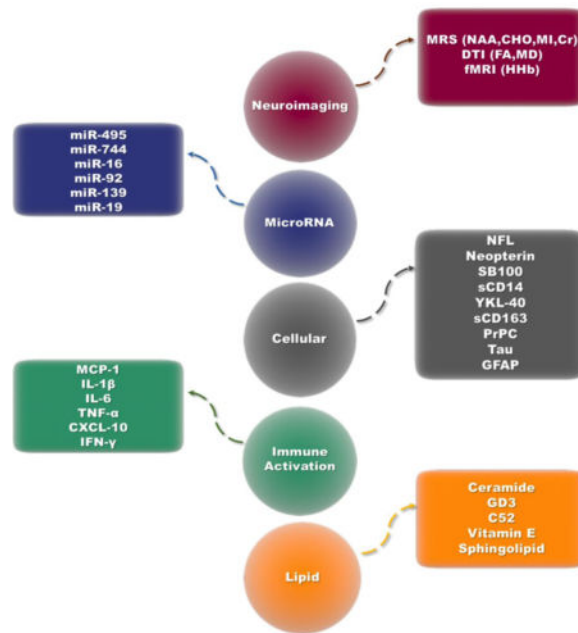 MRS (NAA,CHO,MI,Cr)
DTI (FA,MD)
fMRI (HHb)
Neuroimaging
miR-495
miR-744
miR-16
miR-92
miR-139
miR-19
MicroRNA
NFL
Neopterin
SB100
sCD14
YKL-40
sCD163
PrPC
Tau
GFAP
Cellular
MCP-1
IL-1β
IL-6
TNF-α
CXCL-10
IFN-γ
Immune
Activation
Ceramide
GD3
C52
Vitamin E
Sphingolipid
Lipid